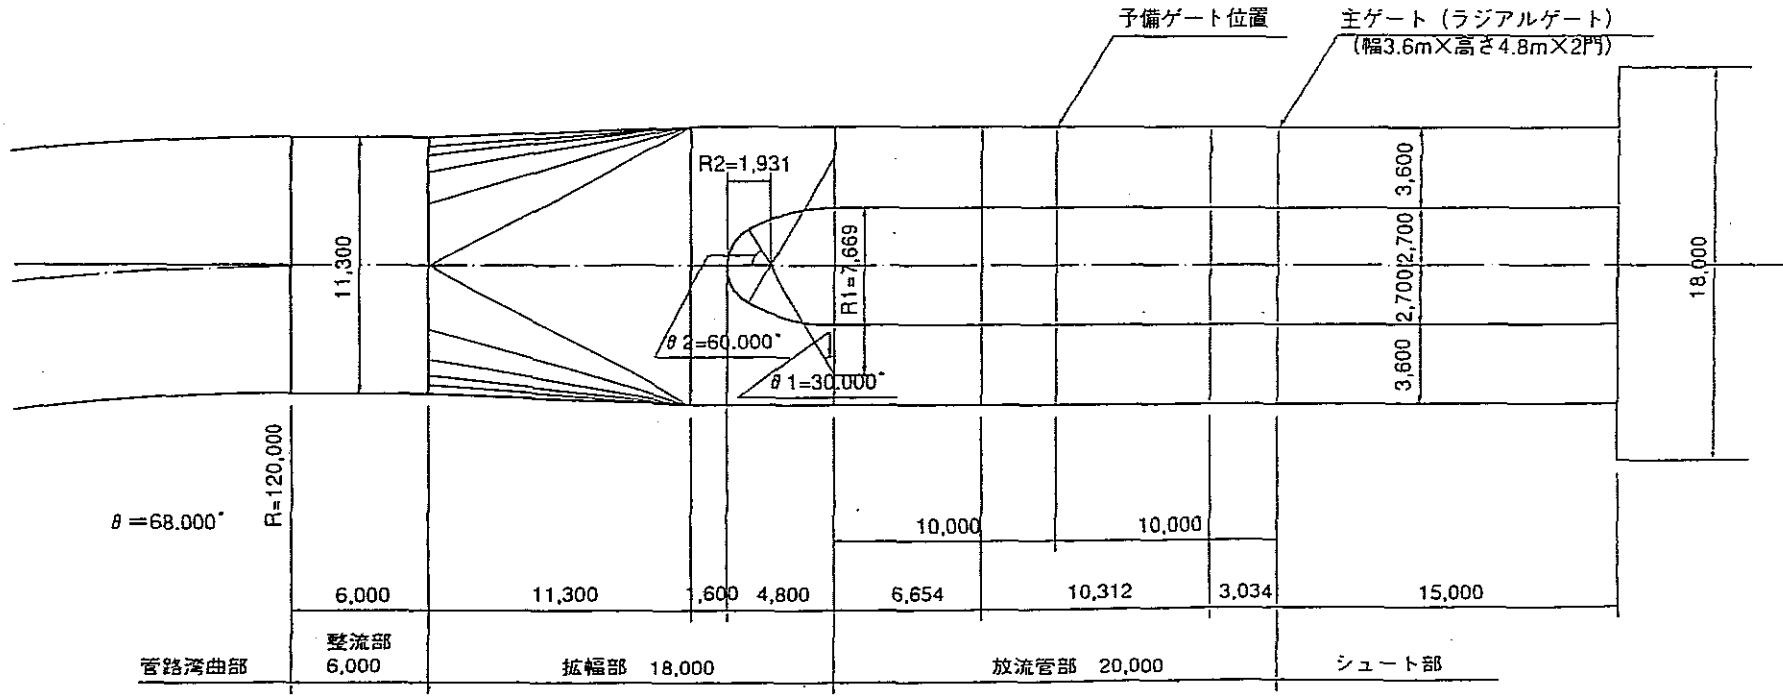 予備ゲート位置
主ゲート（ラジアルゲート）
（幅3.6m×高さ4.8m×2門）
R2=1,931
3,600
2,700
2,700
3,600
11,300
R1=7,669
18,000
θ2=60.000°
θ1=30.000°
R=120,000
θ=68.000°
10,000
10,000
6,000
11,300
1,600
4,800
6,654
10,312
3,034
15,000
管路湾曲部
整流部
6,000
拡幅部 18,000
放流管部 20,000
シュート部